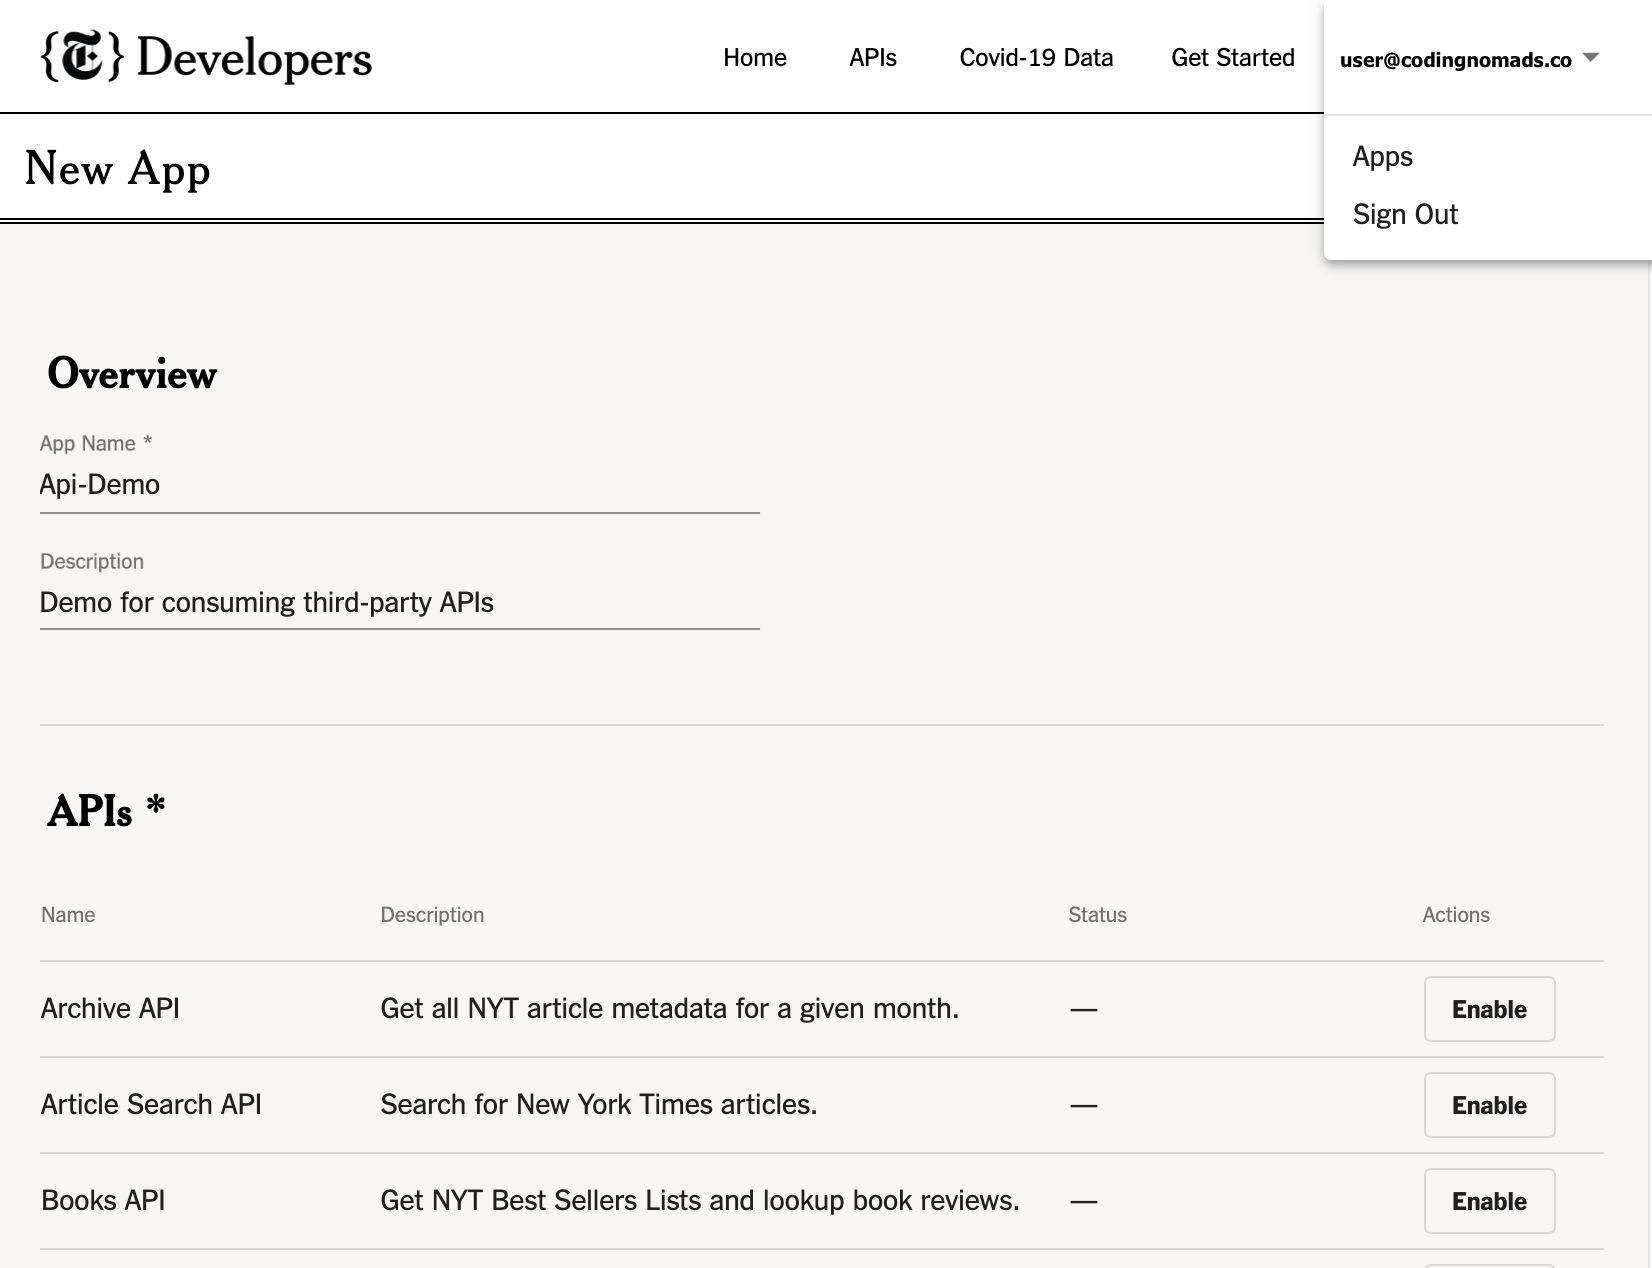 {T} Developers
Home APIs Covid-19 Data Get Started user@codingnomads.co
Apps
Sign Out
New App
Overview
App Name *
Api-Demo
Description
Demo for consuming third-party APIs
APIs *
Name Description Status Actions
Archive API Get all NYT article metadata for a given month. — Enable
Article Search API Search for New York Times articles. — Enable
Books API Get NYT Best Sellers Lists and lookup book reviews. — Enable